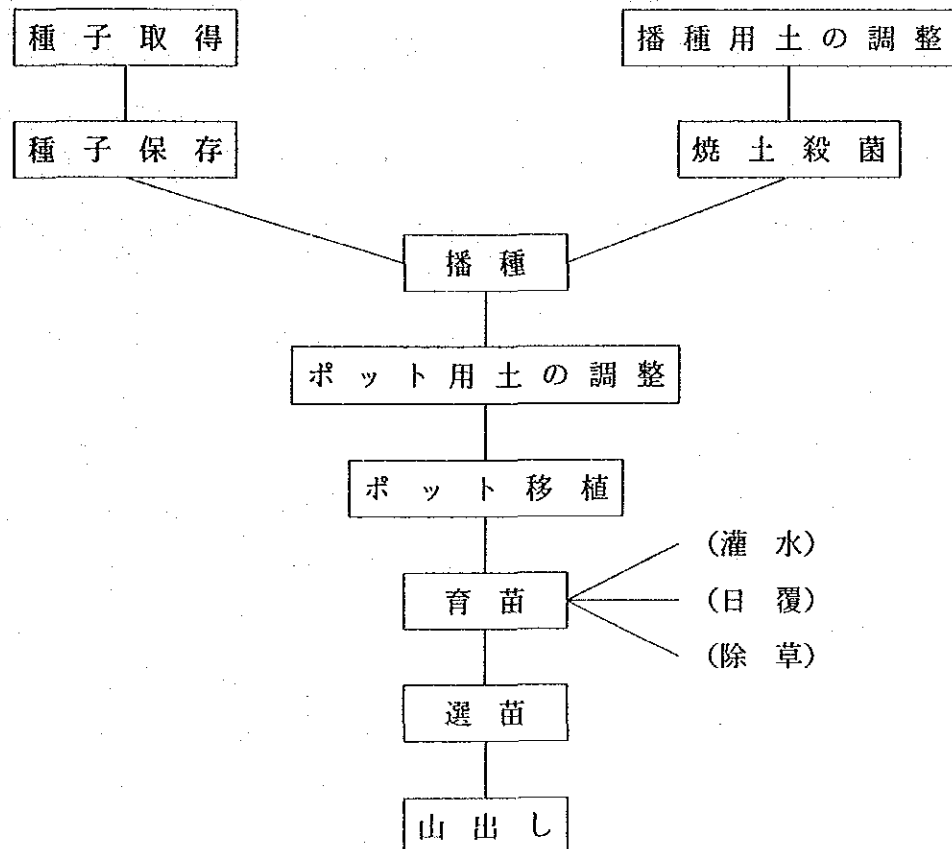 種子取得
播種用土の調整
種子保存
焼土殺菌
播種
ポット用土の調整
ポット移植
(灌水)
育苗
(日覆)
(除草)
選苗
山出し